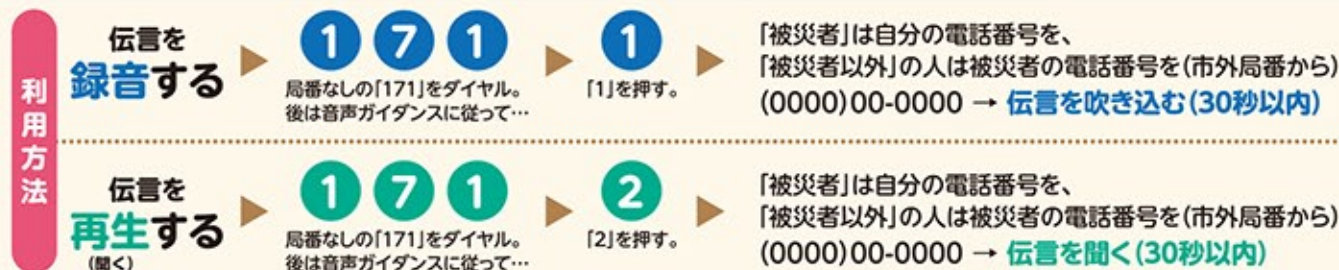 利用方法
伝言を
録音する
1 7 1
局番なしの「171」をダイヤル。
後は音声ガイダンスに従って…
1
「1」を押す。
「被災者」は自分の電話番号を、
「被災者以外」の人は被災者の電話番号を(市外局番から)
(0000)00-0000 → 伝言を吹き込む(30秒以内)
伝言を
再生する
(聞く)
1 7 1
局番なしの「171」をダイヤル。
後は音声ガイダンスに従って…
2
「2」を押す。
「被災者」は自分の電話番号を、
「被災者以外」の人は被災者の電話番号を(市外局番から)
(0000)00-0000 → 伝言を聞く(30秒以内)